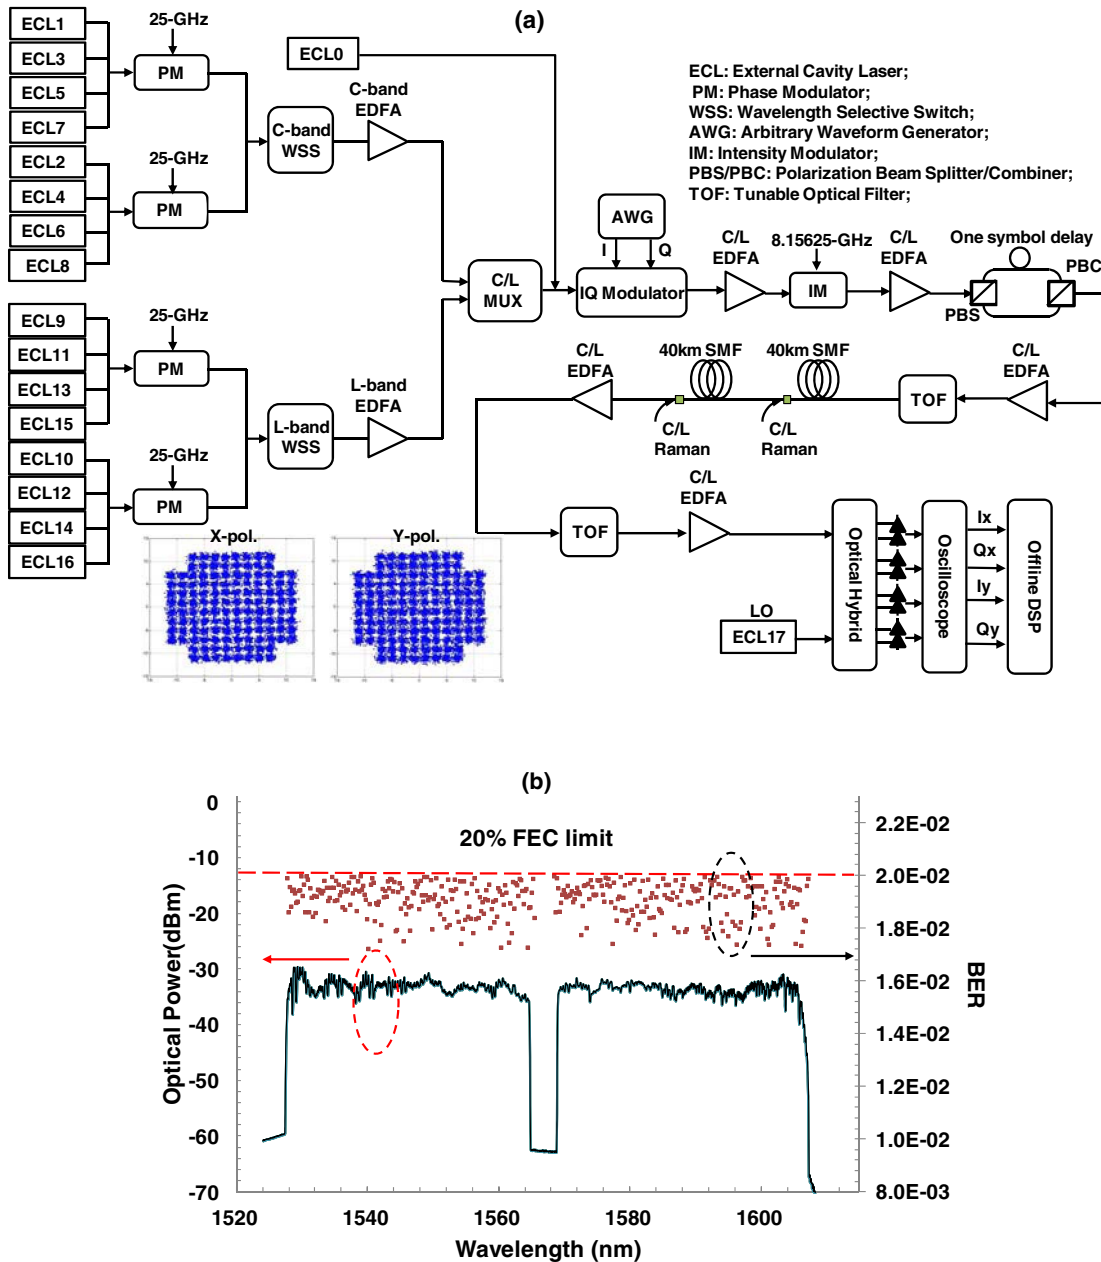 (a)
ECL1
ECL3
ECL5
ECL7
ECL2
ECL4
ECL6
ECL8
25-GHz
PM
25-GHz
PM
C-band
WSS
C-band
EDFA
ECL0
ECL: External Cavity Laser;
PM: Phase Modulator;
WSS: Wavelength Selective Switch;
AWG: Arbitrary Waveform Generator;
IM: Intensity Modulator;
PBS/PBC: Polarization Beam Splitter/Combiner;
TOF: Tunable Optical Filter;
ECL9
ECL11
ECL13
ECL15
ECL10
ECL12
ECL14
ECL16
25-GHz
PM
25-GHz
PM
L-band
WSS
L-band
EDFA
C/L
MUX
AWG
I
Q
IQ Modulator
C/L
EDFA
8.15625-GHz
IM
C/L
EDFA
One symbol delay
PBS
PBC
C/L
EDFA
TOF
40km SMF
40km SMF
C/L
Raman
C/L
Raman
C/L
EDFA
TOF
C/L
EDFA
LO
ECL17
Optical Hybrid
Oscilloscope
Ix
Qx
Iy
Qy
Offline DSP
X-pol.
Y-pol.
(b)
20% FEC limit
Optical Power(dBm)
0
-10
-20
-30
-40
-50
-60
-70
2.2E-02
2.0E-02
1.8E-02
1.6E-02
1.4E-02
1.2E-02
1.0E-02
8.0E-03
BER
1520
1540
1560
1580
1600
Wavelength (nm)